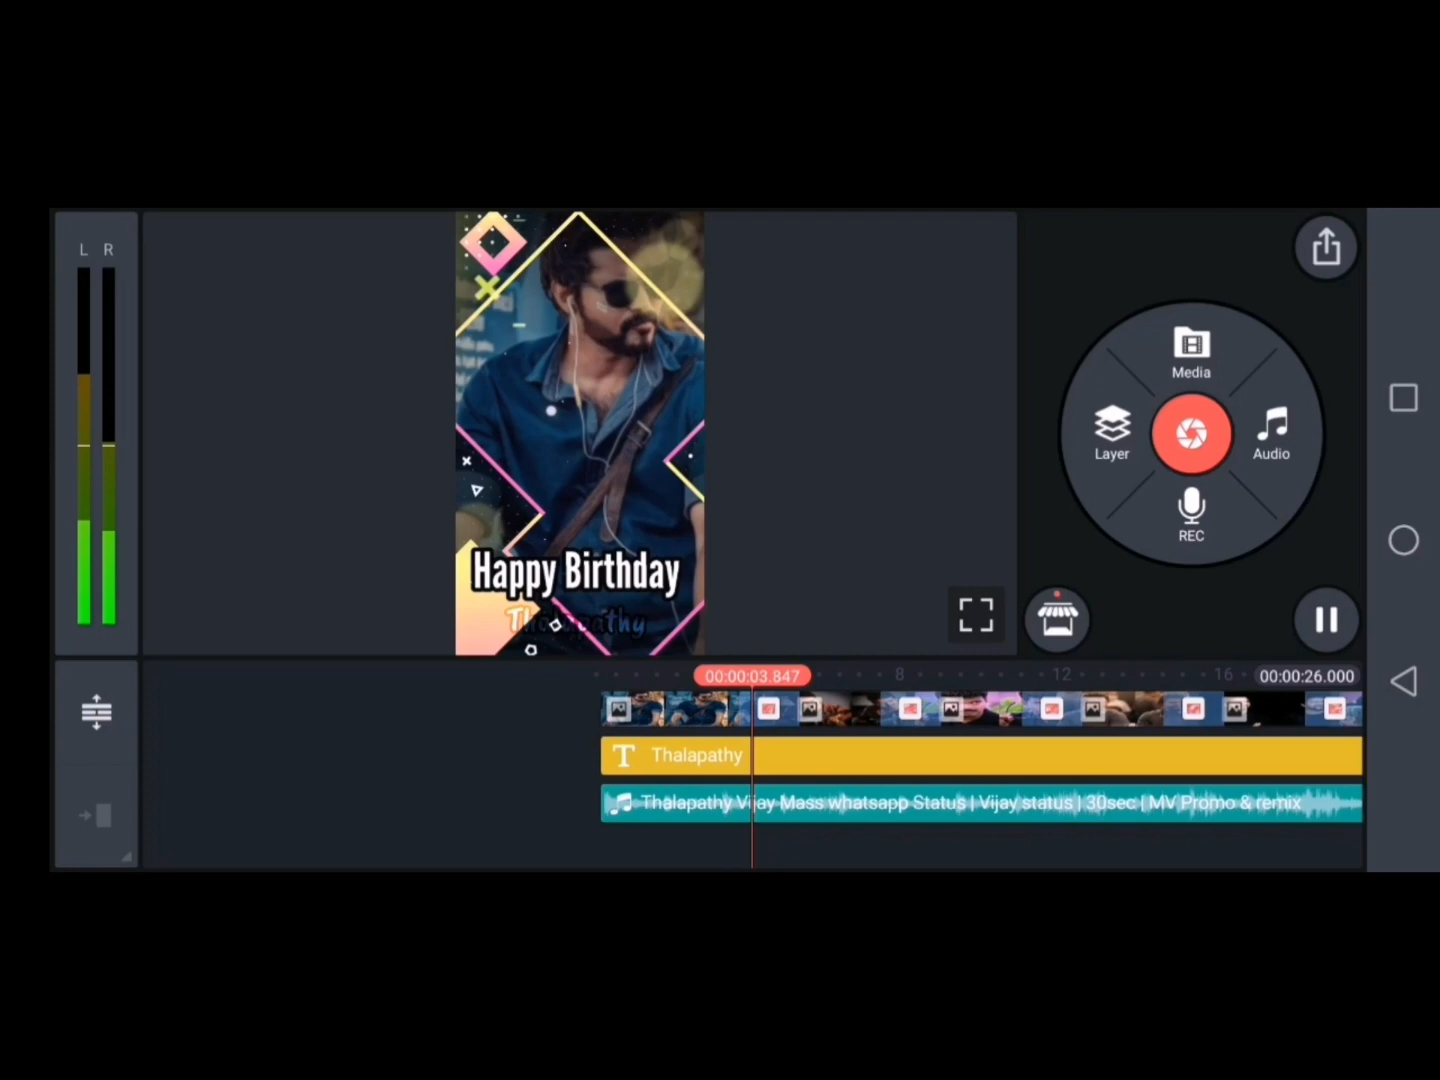 L R
Happy Birthday
Thalapathy
Media
Layer
Audio
REC
00:00:03.847
8
12
16
00:00:26.000
T Thalapathy
Thalapathy Vijay Mass whatsapp Status | Vijay status | 30sec | MV Promo & remix